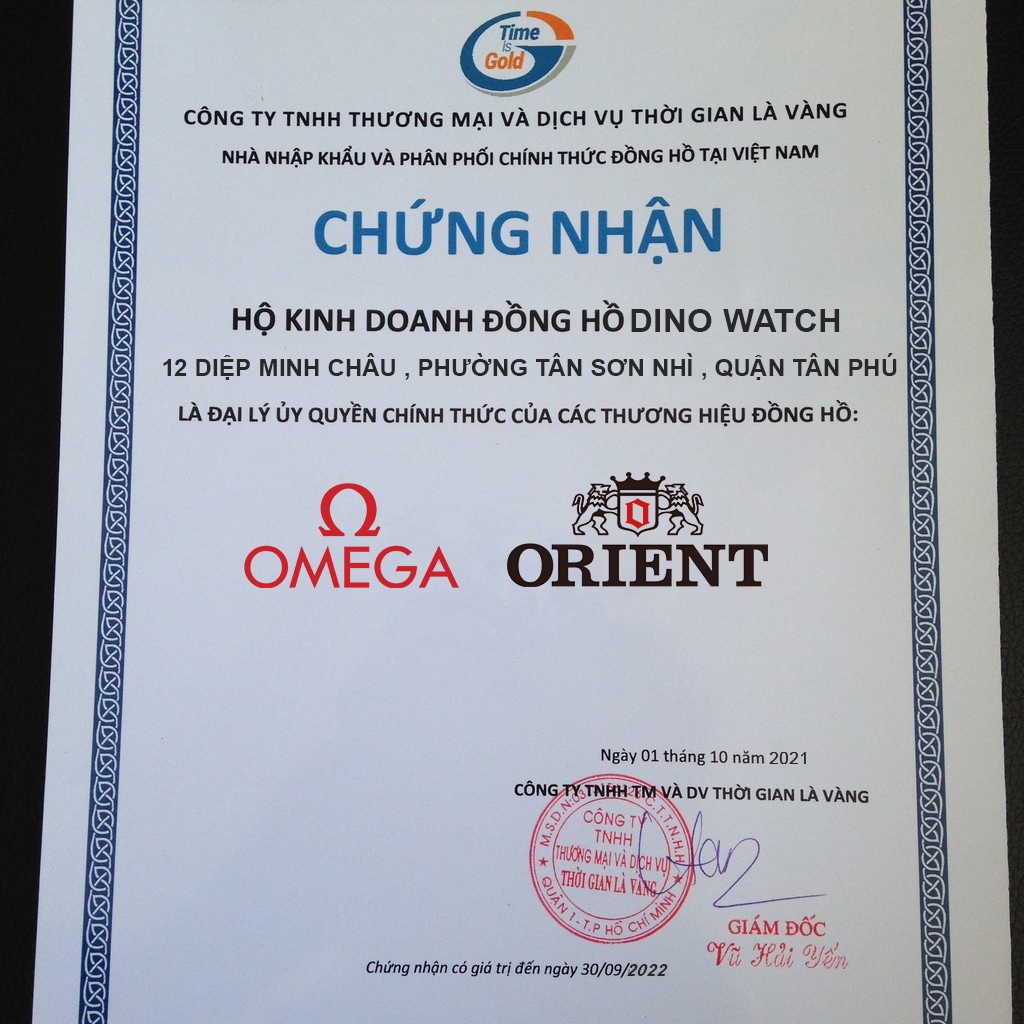 Time
is
Gold
CÔNG TY TNHH THƯƠNG MẠI VÀ DỊCH VỤ THỜI GIAN LÀ VÀNG
NHÀ NHẬP KHẨU VÀ PHÂN PHỐI CHÍNH THỨC ĐỒNG HỒ TẠI VIỆT NAM
CHỨNG NHẬN
HỘ KINH DOANH ĐỒNG HỒ DINO WATCH
12 DIỆP MINH CHÂU , PHƯỜNG TÂN SƠN NHÌ , QUẬN TÂN PHÚ
LÀ ĐẠI LÝ ỦY QUYỀN CHÍNH THỨC CỦA CÁC THƯƠNG HIỆU ĐỒNG HỒ:
Ω
OMEGA
ORIENT
Ngày 01 tháng 10 năm 2021
CÔNG TY TNHH TM VÀ DV THỜI GIAN LÀ VÀNG
CÔNG TY
TNHH
THƯƠNG MẠI VÀ DỊCH VỤ
THỜI GIAN LÀ VÀNG
QUẬN 1 - T.P HỒ CHÍ MINH
GIÁM ĐỐC
Vũ Hải Yến
Chứng nhận có giá trị đến ngày 30/09/2022